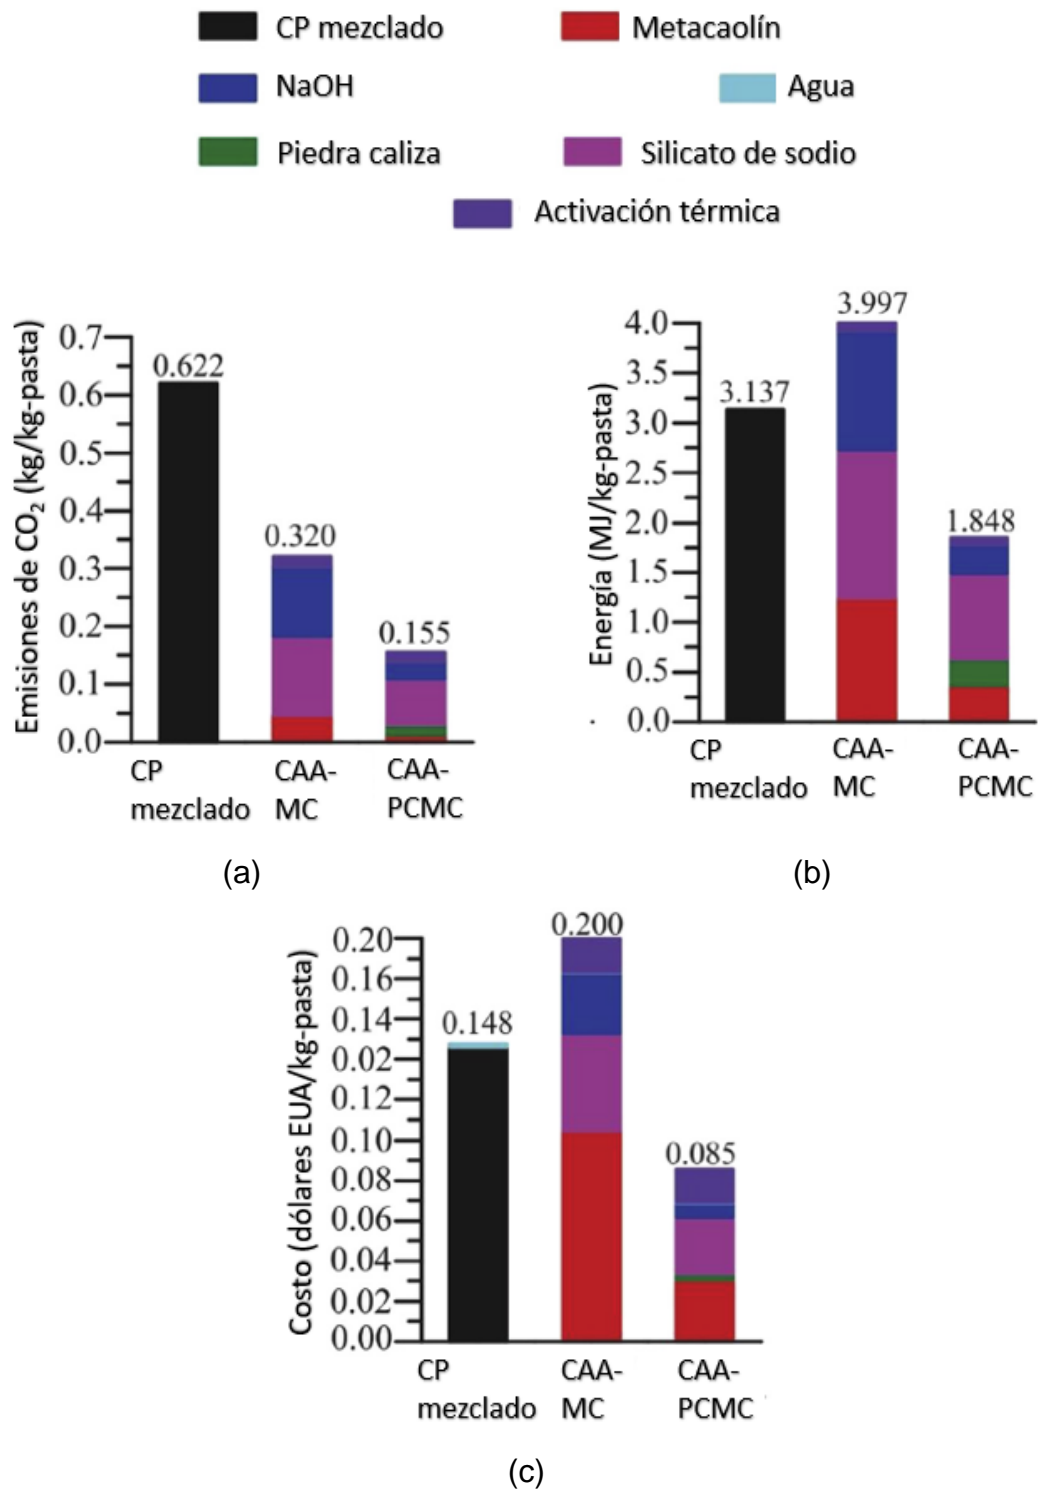 CP mezclado Metacaolín
NaOH Agua
Piedra caliza Silicato de sodio
Activación térmica
Emisiones de CO₂ (kg/kg-pasta)
0.7
0.6
0.5
0.4
0.3
0.2
0.1
0.0
0.622
0.320
0.155
CP mezclado
CAA-MC
CAA-PCMC
(a)
Energía (MJ/kg-pasta)
4.0
3.5
3.0
2.5
2.0
1.5
1.0
0.5
0.0
3.137
3.997
1.848
CP mezclado
CAA-MC
CAA-PCMC
(b)
Costo (dólares EUA/kg-pasta)
0.20
0.16
0.14
0.02
0.12
0.10
0.08
0.06
0.04
0.02
0.00
0.148
0.200
0.085
CP mezclado
CAA-MC
CAA-PCMC
(c)